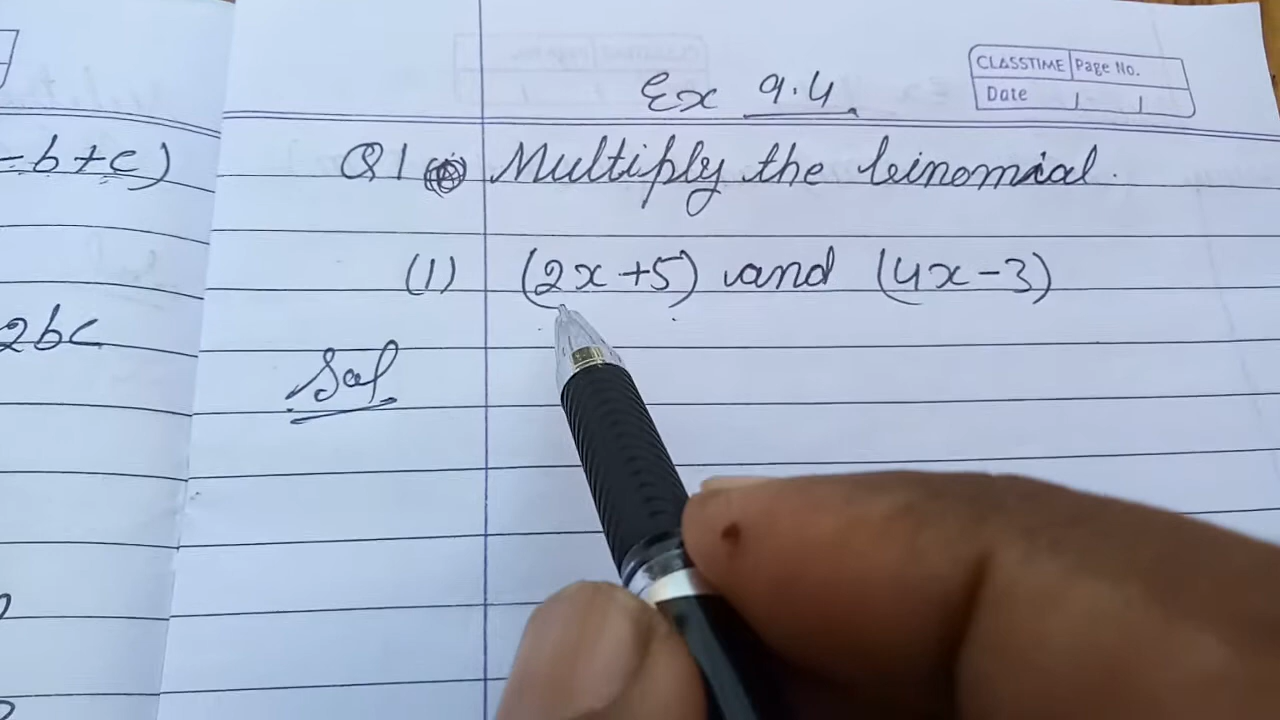 CLASSTIME Page No.
Date
Ex 9.4
-b+c)
Q1 Multiply the binomial.
(1) (2x+5) and (4x-3)
2bc
Sol